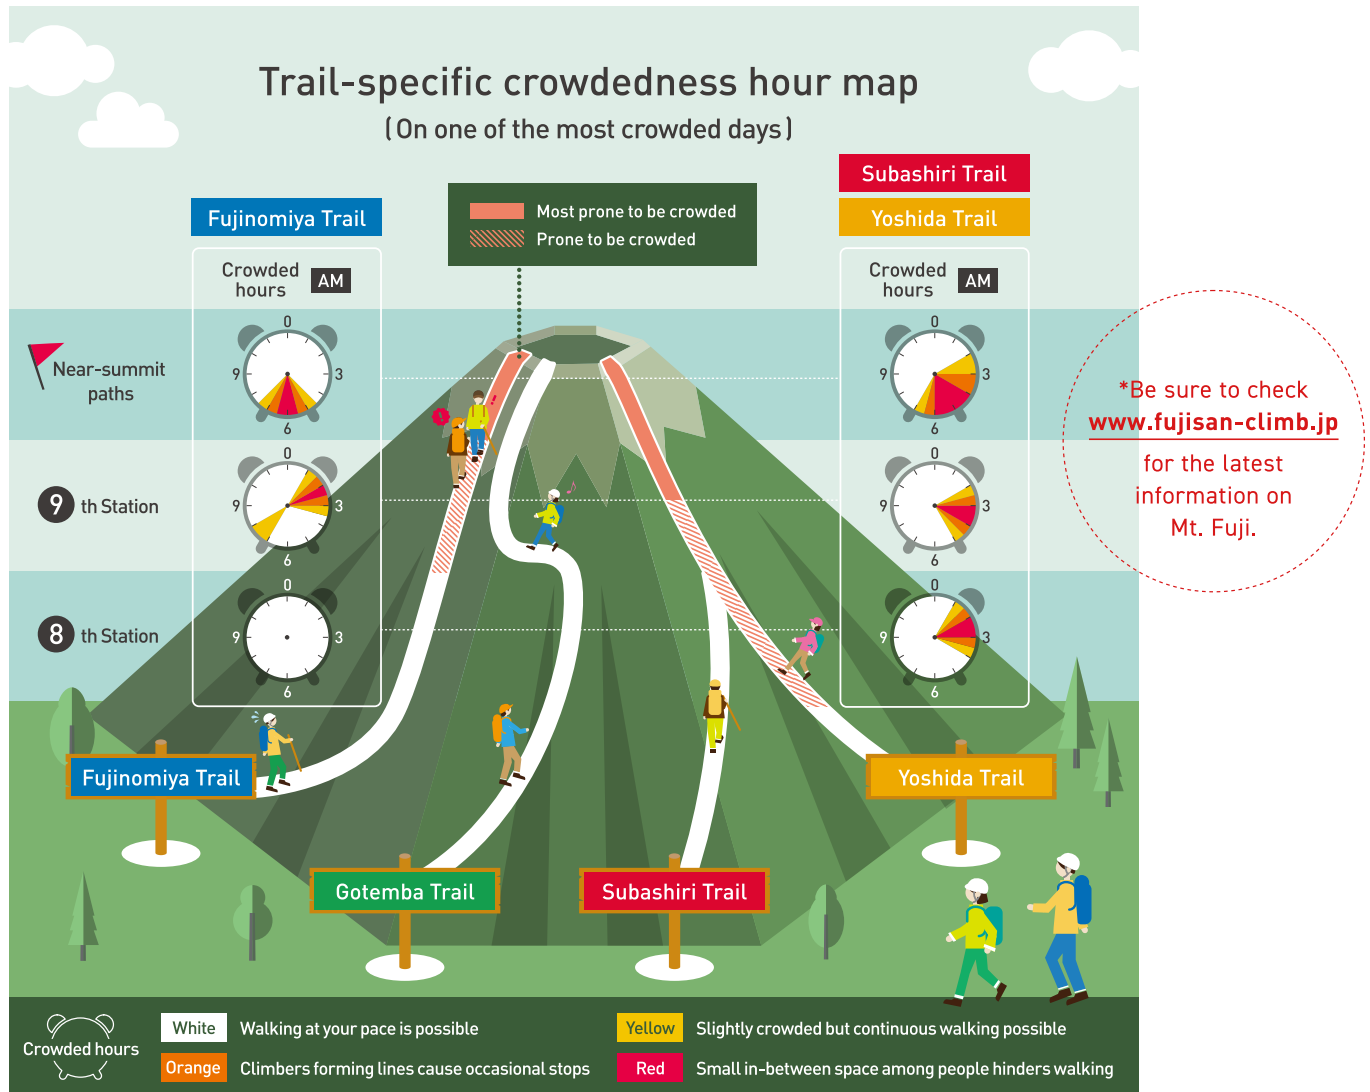 Trail-specific crowdedness hour map
(On one of the most crowded days)
Fujinomiya Trail
Most prone to be crowded
Prone to be crowded
Subashiri Trail
Yoshida Trail
Crowded
hours
AM
Crowded
hours
AM
Near-summit
paths
0
3
6
9
0
3
6
9
9 th Station
0
3
6
9
0
3
6
9
8 th Station
0
3
6
9
0
3
6
9
*Be sure to check
www.fujisan-climb.jp
for the latest
information on
Mt. Fuji.
Fujinomiya Trail
Yoshida Trail
Gotemba Trail
Subashiri Trail
Crowded hours
White Walking at your pace is possible
Yellow Slightly crowded but continuous walking possible
Orange Climbers forming lines cause occasional stops
Red Small in-between space among people hinders walking